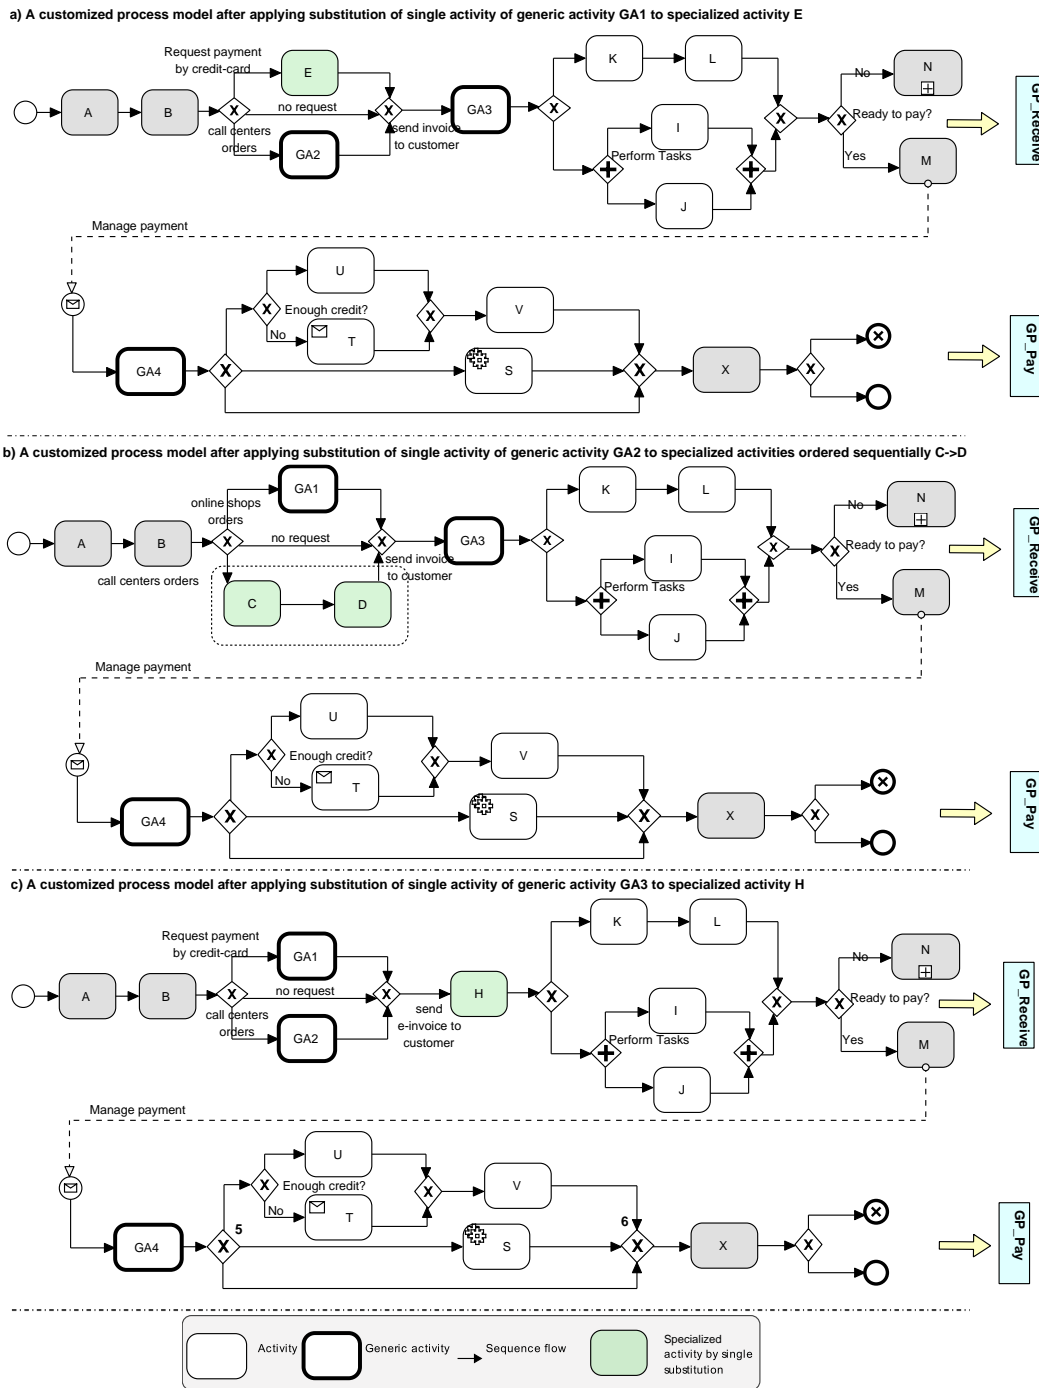 a) A customized process model after applying substitution of single activity of generic activity GA1 to specialized activity E
Request payment
by credit-card
E
K
L
No
N
A
B
X
no request
X
GA3
X
X
X
Ready to pay?
GP_Receive
call centers
orders
GA2
send invoice
to customer
I
Perform Tasks
J
Yes
M
Manage payment
U
X
Enough credit?
X
V
No
T
GA4
X
S
X
X
X
GP_Pay
b) A customized process model after applying substitution of single activity of generic activity GA2 to specialized activities ordered sequentially C->D
GA1
online shops
orders
K
L
No
N
A
B
X
no request
X
GA3
X
X
X
Ready to pay?
GP_Receive
call centers orders
send invoice
to customer
I
Perform Tasks
C
D
J
Yes
M
Manage payment
U
X
Enough credit?
X
V
No
T
GA4
X
S
X
X
X
GP_Pay
c) A customized process model after applying substitution of single activity of generic activity GA3 to specialized activity H
Request payment
by credit-card
GA1
K
L
No
N
A
B
X
no request
X
H
X
X
X
Ready to pay?
GP_Receive
call centers
orders
GA2
send
e-invoice to
customer
I
Perform Tasks
J
Yes
M
Manage payment
U
X
Enough credit?
X
V
No
T
GA4
5
X
S
6
X
X
X
GP_Pay
Activity
Generic activity
Sequence flow
Specialized
activity by single
substitution